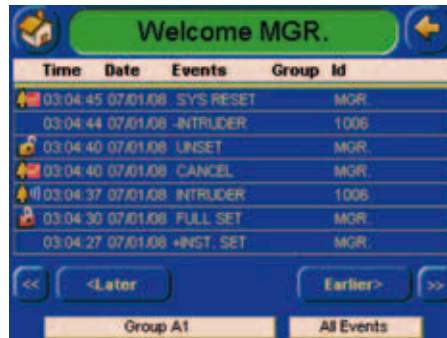 Welcome MGR.
Time Date Events Group Id
03:04:45 07/01/08 SYS RESET MGR.
03:04:44 07/01/08 -INTRUDER 1006
03:04:40 07/01/08 UNSET MGR.
03:04:40 07/01/08 CANCEL MGR.
03:04:37 07/01/08 INTRUDER 1006
03:04:30 07/01/08 FULL SET MGR.
03:04:27 07/01/08 +INST. SET MGR.
<< <Later Earlier> >>
Group A1 All Events